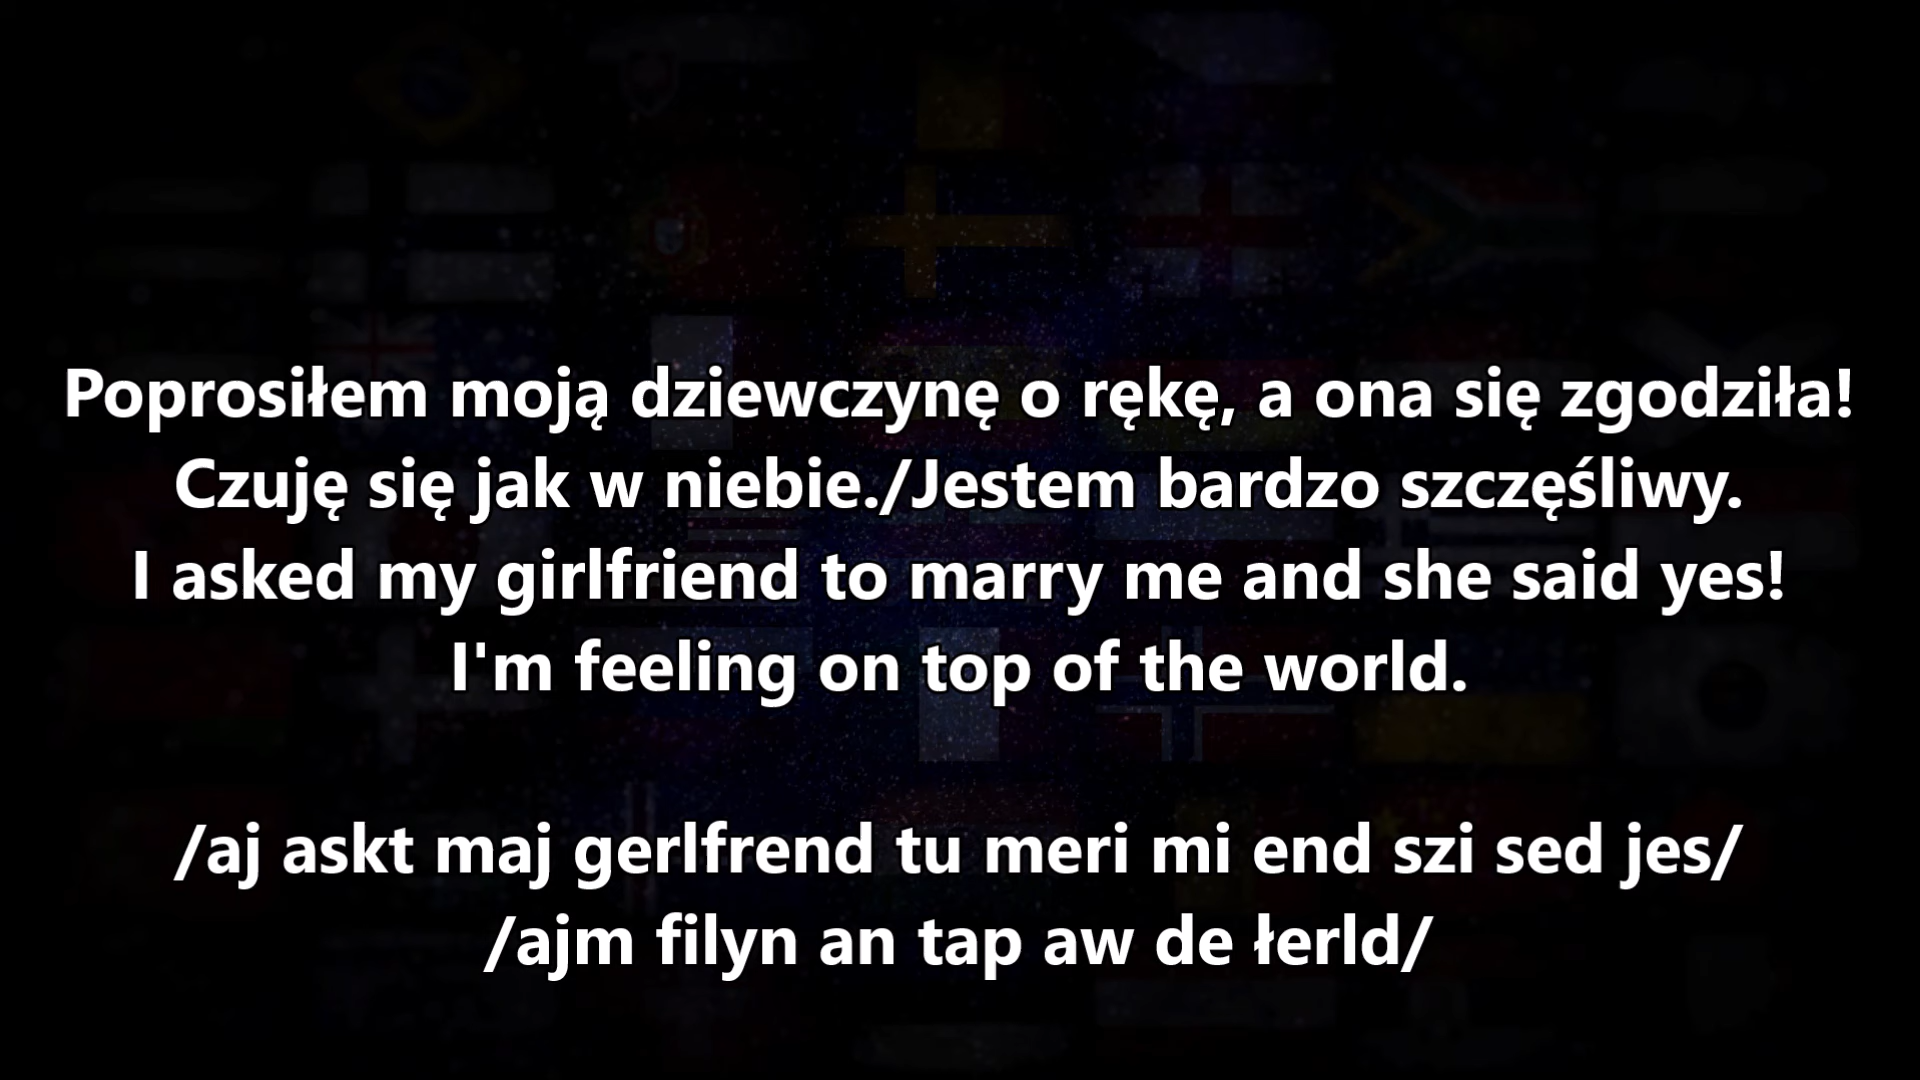 Poprosiłem moją dziewczynę o rękę, a ona się zgodziła!
Czuję się jak w niebie./Jestem bardzo szczęśliwy.
I asked my girlfriend to marry me and she said yes!
I'm feeling on top of the world.
/aj askt maj gerlfrend tu meri mi end szi sed jes/
/ajm filyn an tap aw de łerld/